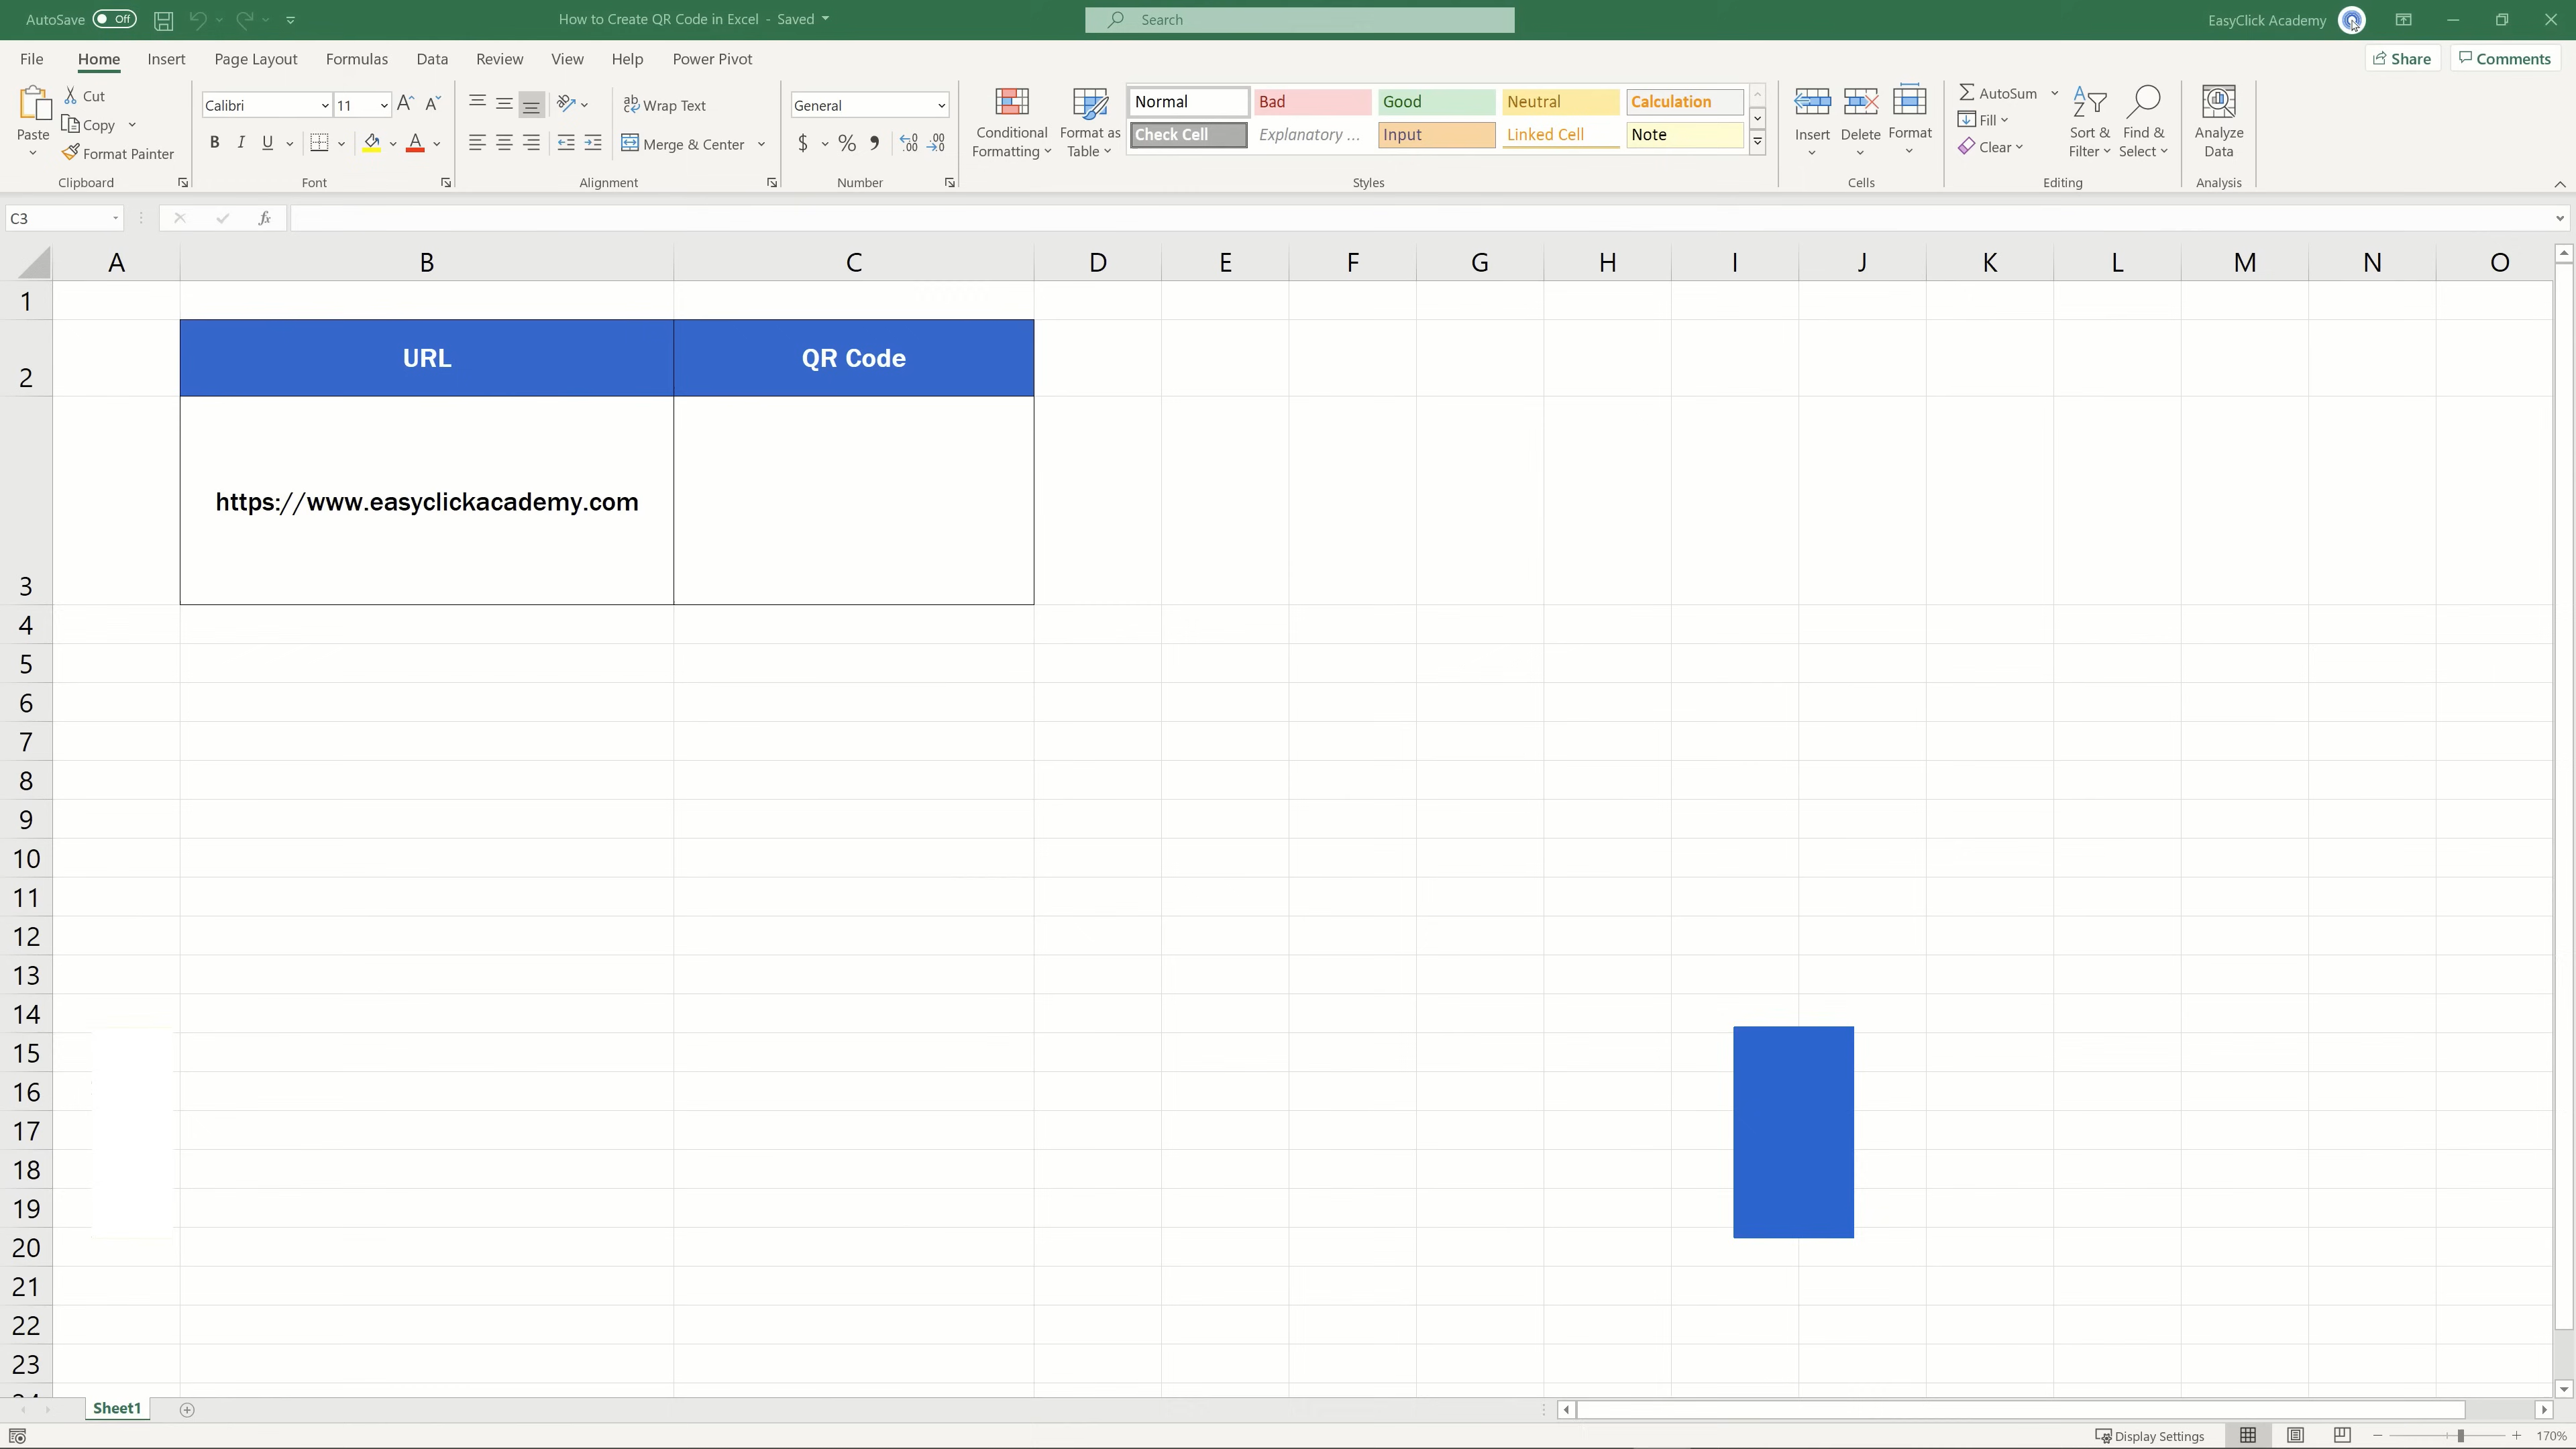 AutoSave Off How to Create QR Code in Excel - Saved Search EasyClick Academy
File Home Insert Page Layout Formulas Data Review View Help Power Pivot Share Comments
Paste Cut Copy Format Painter Clipboard
Calibri 11 B I U Font
Wrap Text Merge & Center Alignment
General $ % Number
Conditional Formatting Format as Table
Normal Bad Good Neutral Calculation
Check Cell Explanatory ... Input Linked Cell Note
Styles
Insert Delete Format Cells
AutoSum Fill Clear Sort & Filter Find & Select Editing
Analyze Data Analysis
C3 fx
A B C D E F G H I J K L M N O
1
2 URL QR Code
3 https://www.easyclickacademy.com
4
5
6
7
8
9
10
11
12
13
14
15
16
17
18
19
20
21
22
23
Sheet1
Display Settings 170%